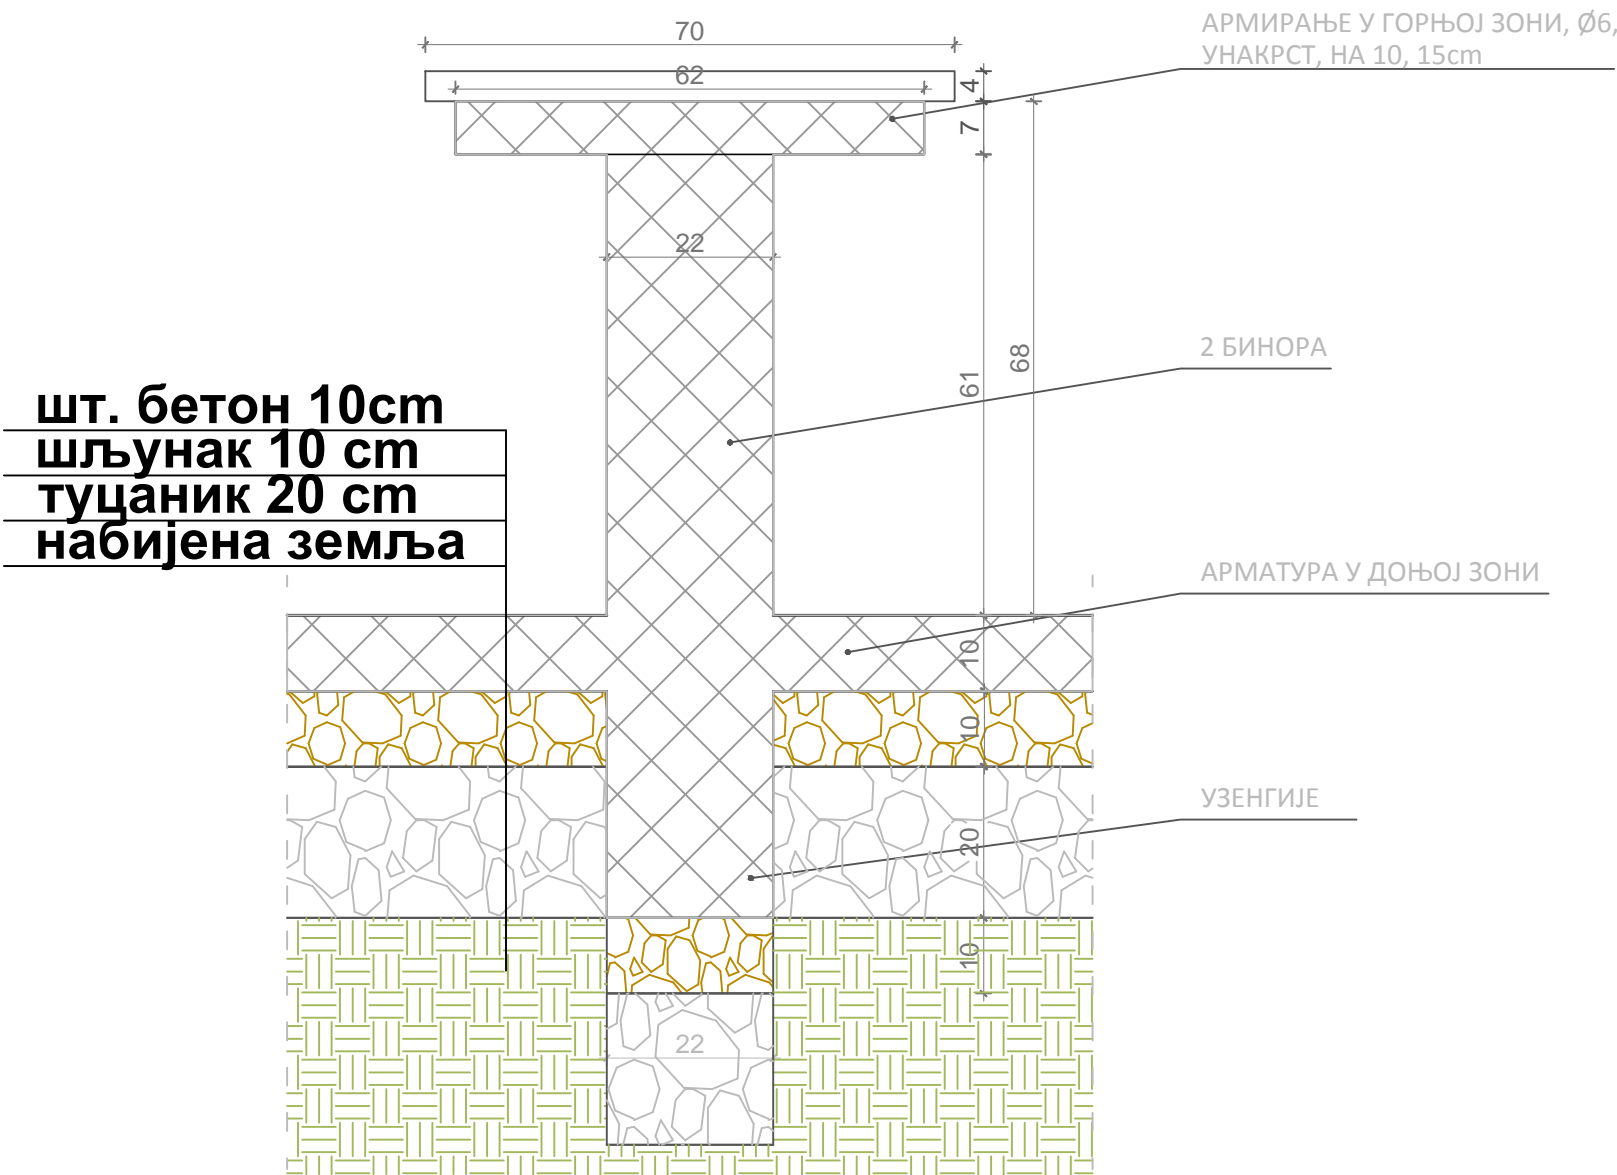 АРМИРАЊЕ У ГОРЊОЈ ЗОНИ, Ø6,
УНАКРСТ, НА 10, 15cm
70
62
4
7
22
2 БИНОРА
68
61
шт. бетон 10cm
шљунак 10 cm
туцаник 20 cm
набијена земља
АРМАТУРА У ДОЊОЈ ЗОНИ
10
10
УЗЕНГИЈЕ
20
10
22